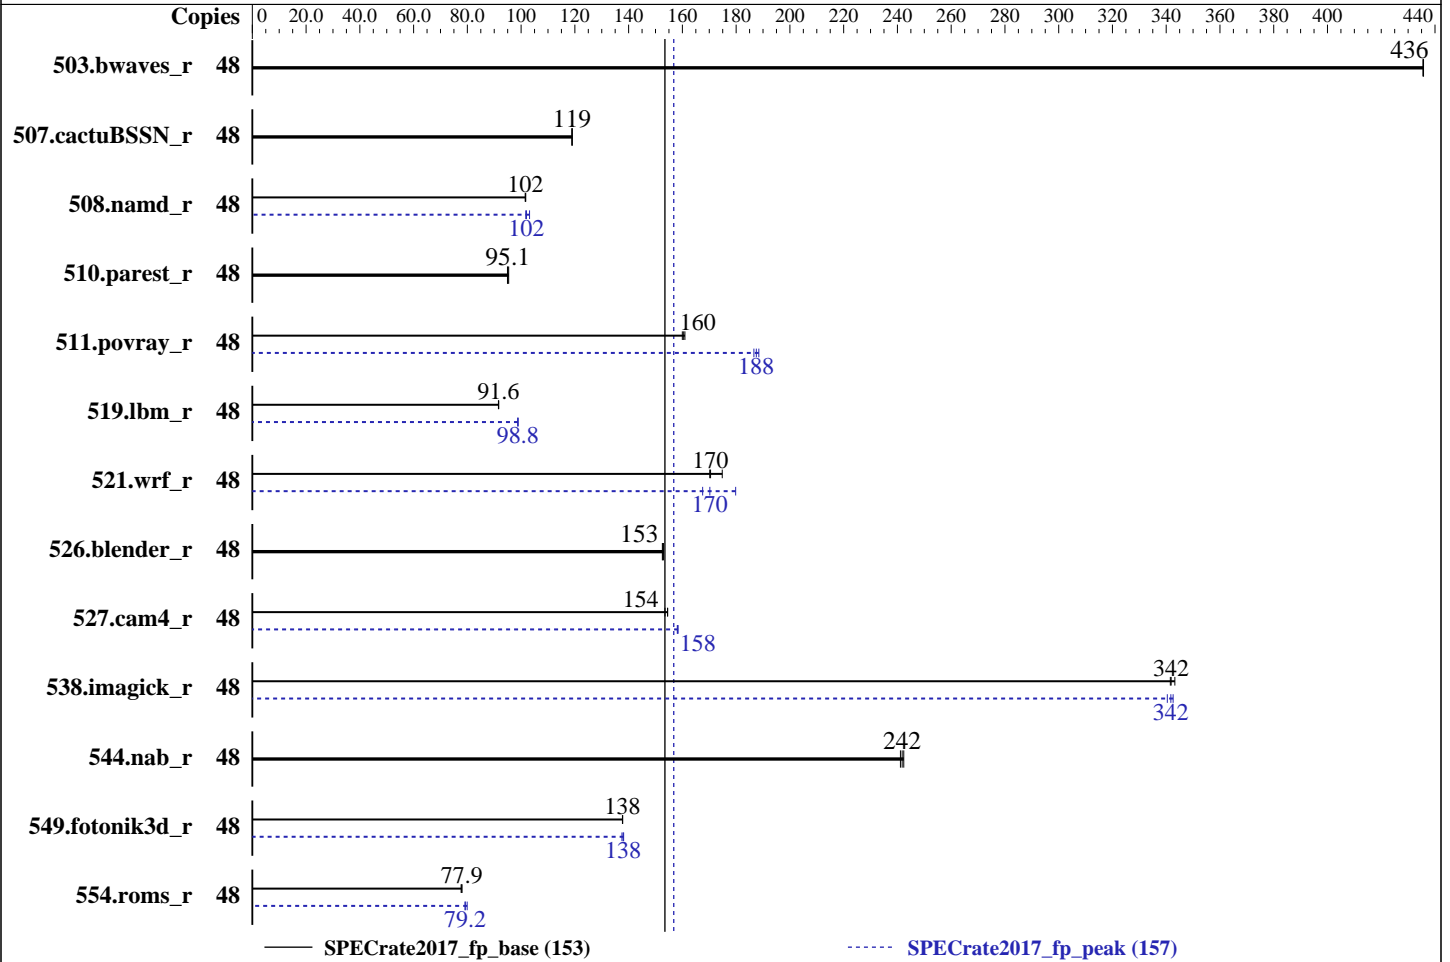 Copies 0 20.0 40.0 60.0 80.0 100 120 140 160 180 200 220 240 260 280 300 320 340 360 380 400 440
503.bwaves_r 48 436
507.cactuBSSN_r 48 119
508.namd_r 48 102
102
510.parest_r 48 95.1
511.povray_r 48 160
188
519.lbm_r 48 91.6
98.8
521.wrf_r 48 170
170
526.blender_r 48 153
527.cam4_r 48 154
158
538.imagick_r 48 342
342
544.nab_r 48 242
549.fotonik3d_r 48 138
138
554.roms_r 48 77.9
79.2
SPECrate2017_fp_base (153) SPECrate2017_fp_peak (157)